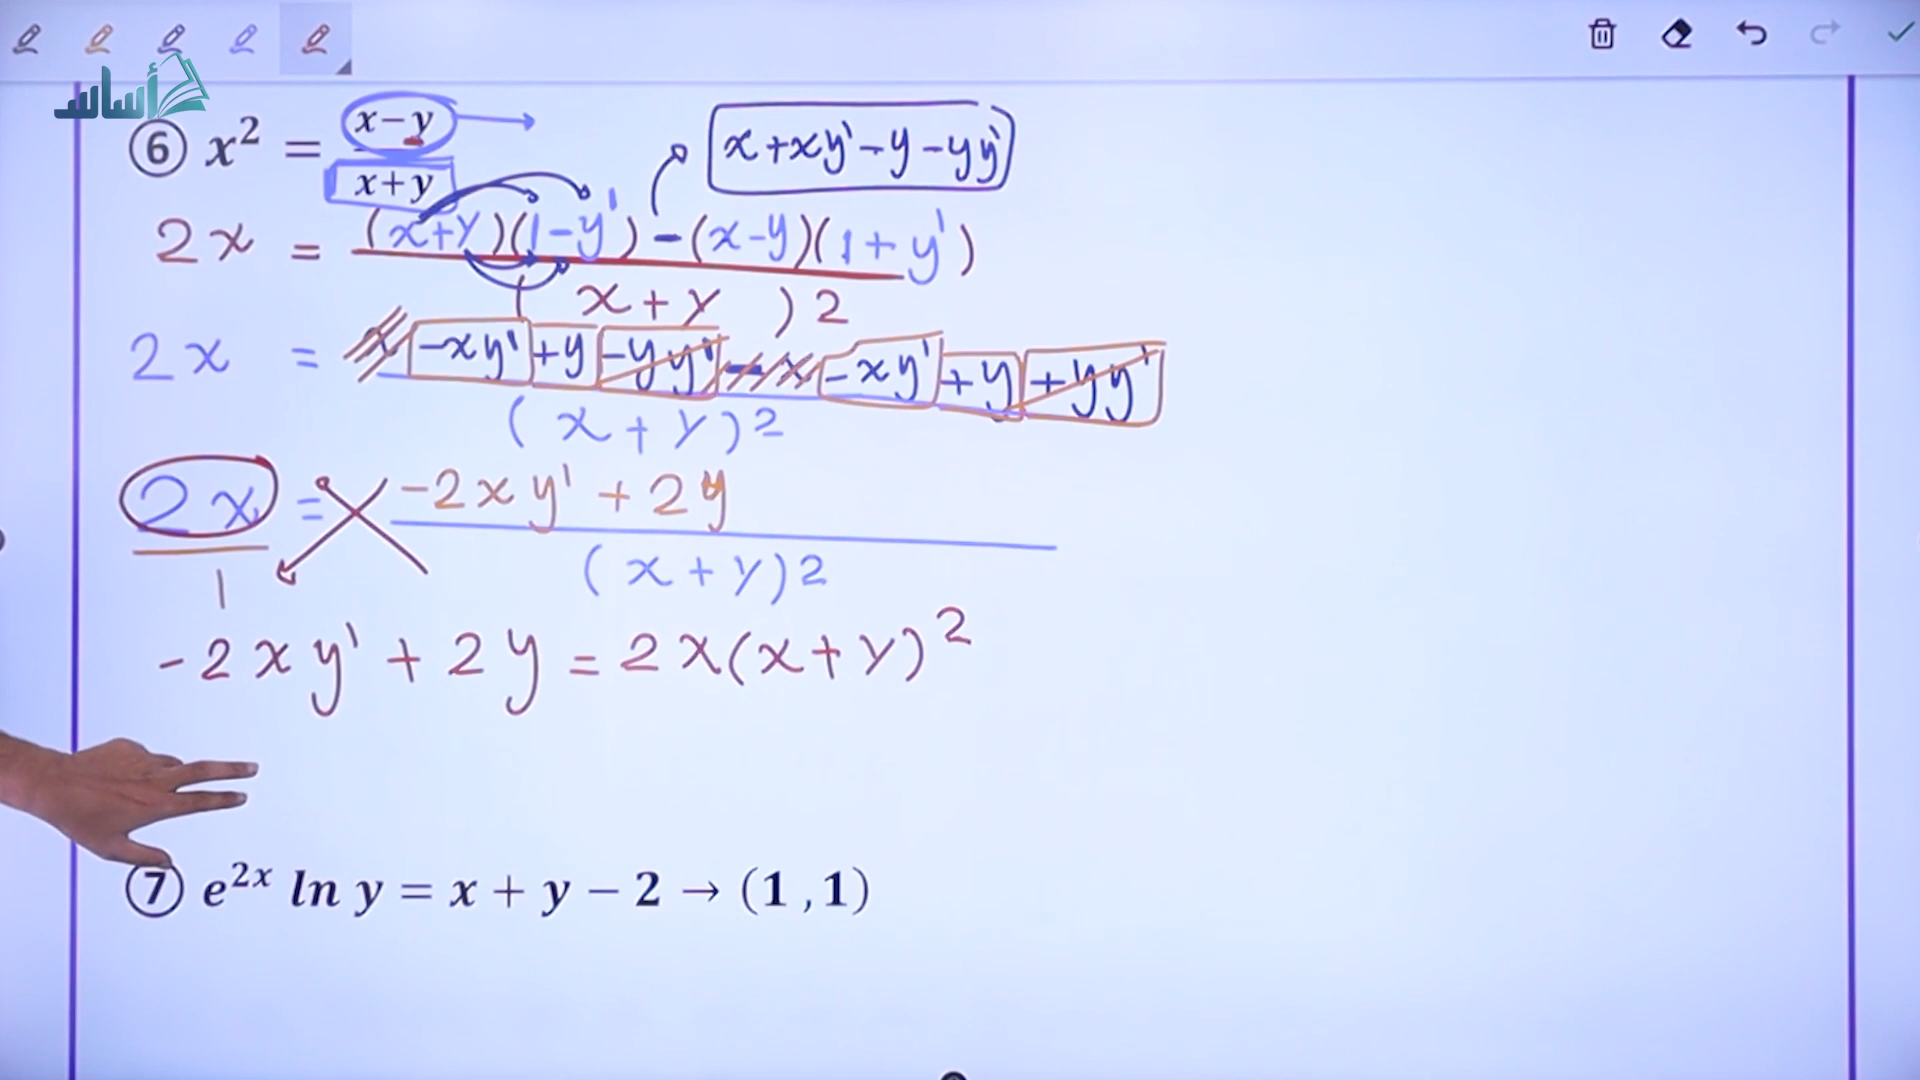 أساس
⑥ x² = (x−y)/(x+y)
x + xy' − y − yy'
2x = ((x+y)(1−y') − (x−y)(1+y'))/(x+y)²
2x = (x −xy' +y −yy' −x −xy' +y +yy')/(x+y)²
2x/1 = (−2xy' + 2y)/(x+y)²
−2xy' + 2y = 2x(x+y)²
⑦ e²ˣ ln y = x + y − 2 → (1 ,1)